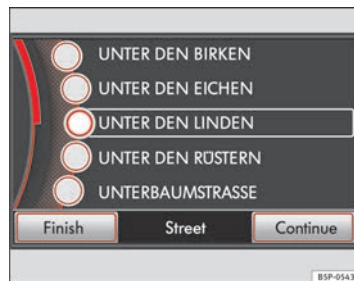 UNTER DEN BIRKEN
UNTER DEN EICHEN
UNTER DEN LINDEN
UNTER DEN RÜSTERN
UNTERBAUMSTRASSE
Finish Street Continue
B5P-0543